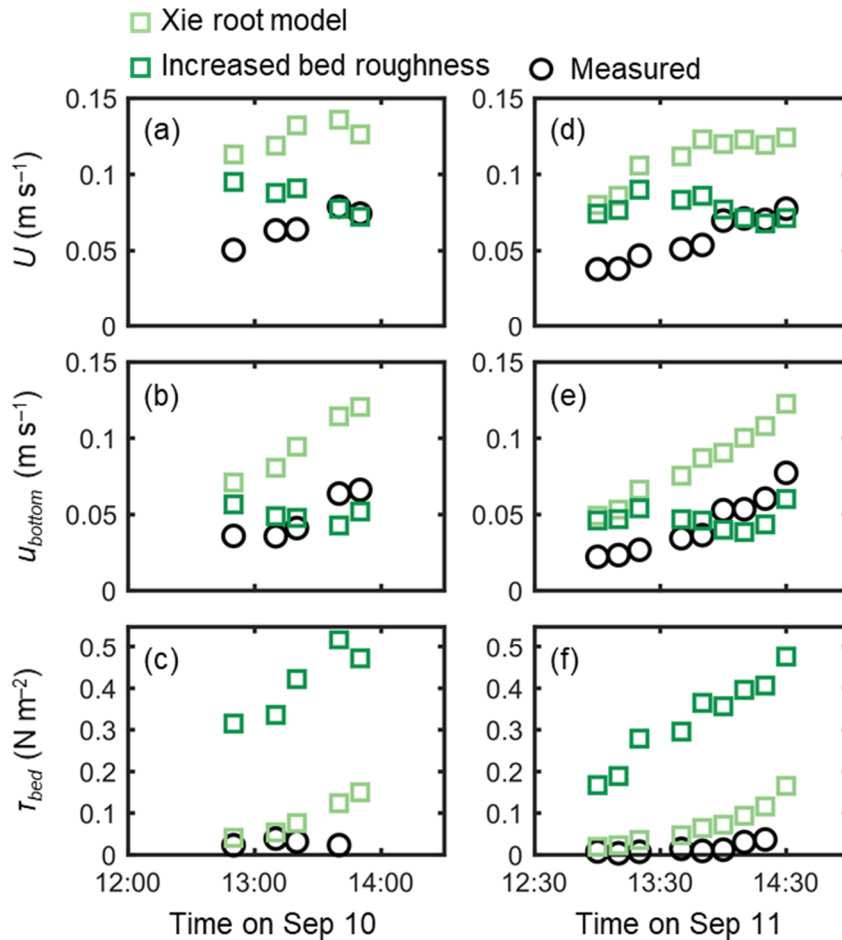 Xie root model
Increased bed roughness Measured
(a) (d)
0.15 0.15
0.1 0.1
0.05 0.05
0 0
U (m s⁻¹)
(b) (e)
0.15 0.15
0.1 0.1
0.05 0.05
0 0
u_bottom (m s⁻¹)
(c) (f)
0.5 0.5
0.4 0.4
0.3 0.3
0.2 0.2
0.1 0.1
0 0
τ_bed (N m⁻²)
12:00 13:00 14:00 12:30 13:30 14:30
Time on Sep 10 Time on Sep 11